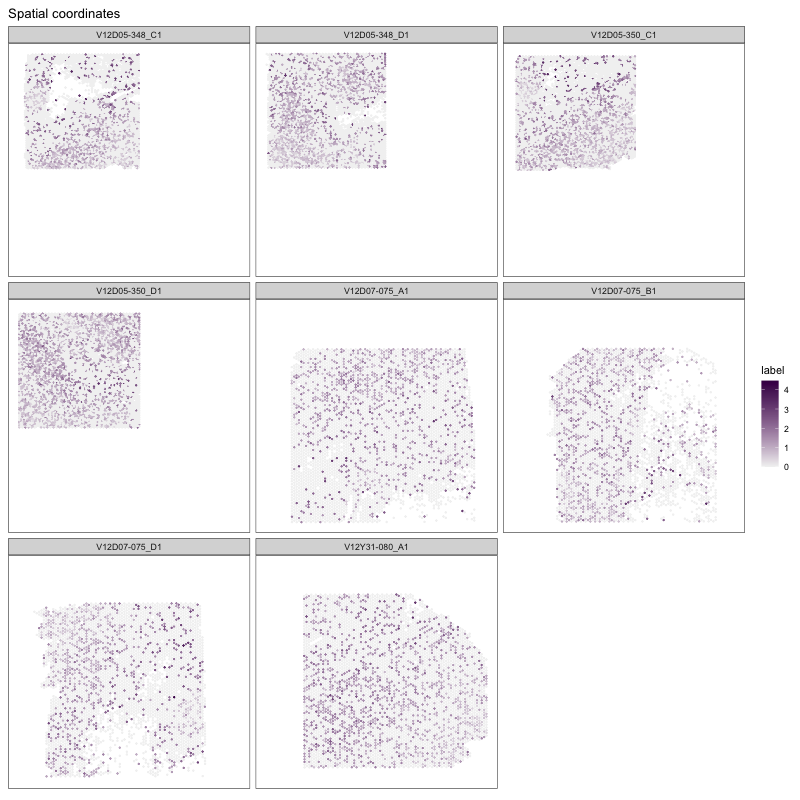 Spatial coordinates
V12D05-348_C1
V12D05-348_D1
V12D05-350_C1
V12D05-350_D1
V12D07-075_A1
V12D07-075_B1
label
4
3
2
1
0
V12D07-075_D1
V12Y31-080_A1